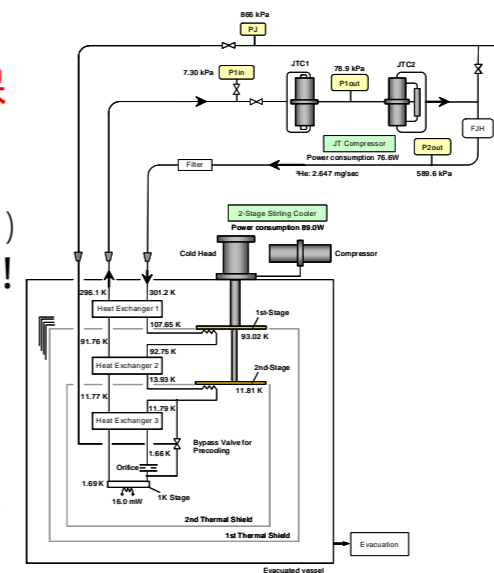 866 kPa
PJ
7.30 kPa
P1in
JTC1
78.9 kPa
P1out
JTC2
FJH
JT Compressor
P2out
Power consumption 76.6W
Filter
³He: 2.647 mg/sec
589.6 kPa
)
!
2-Stage Stirling Cooler
Power consumption 89.0W
Cold Head
Compressor
296.1 K
301.2 K
Heat Exchanger 1
1st-Stage
107.65 K
93.02 K
91.76 K
92.75 K
2nd-Stage
Heat Exchanger 2
13.93 K
11.77 K
11.81 K
11.79 K
Heat Exchanger 3
Bypass Valve for
Precooling
1.66 K
Orifice
1.69 K
1K Stage
16.0 mW
2nd Thermal Shield
1st Thermal Shield
Evacuation
Evacuated vessel